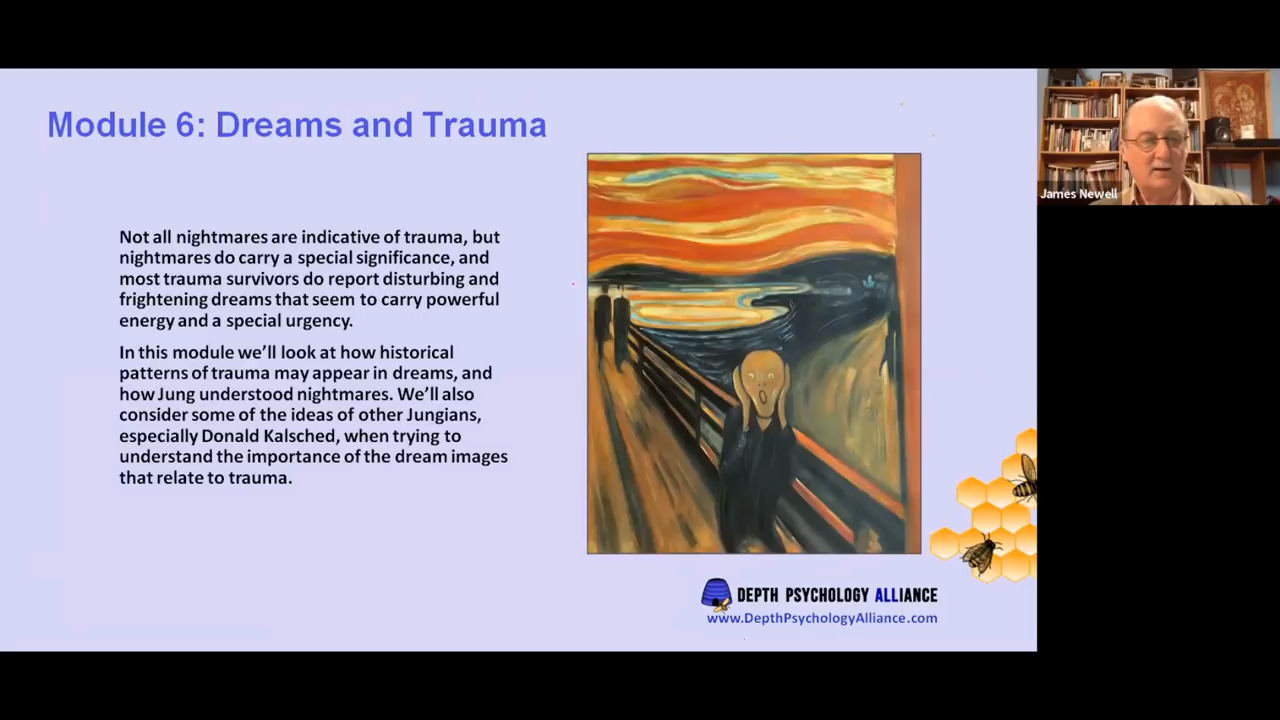 Module 6: Dreams and Trauma
Not all nightmares are indicative of trauma, but
nightmares do carry a special significance, and
most trauma survivors do report disturbing and
frightening dreams that seem to carry powerful
energy and a special urgency.
In this module we'll look at how historical
patterns of trauma may appear in dreams, and
how Jung understood nightmares. We'll also
consider some of the ideas of other Jungians,
especially Donald Kalsched, when trying to
understand the importance of the dream images
that relate to trauma.
DEPTH PSYCHOLOGY ALLIANCE
www.DepthPsychologyAlliance.com
James Newell